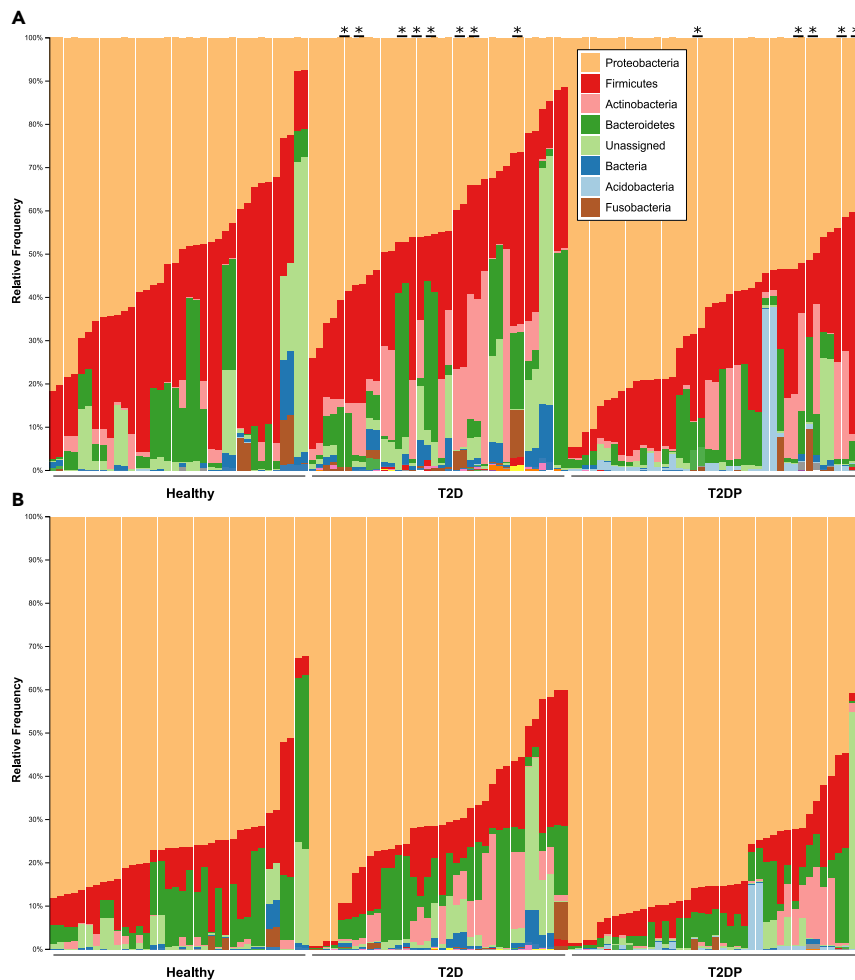 A
* * * * * * * * * * * * *
100%
90%
80%
70%
60%
50%
40%
30%
20%
10%
0%
Relative Frequency
Proteobacteria
Firmicutes
Actinobacteria
Bacteroidetes
Unassigned
Bacteria
Acidobacteria
Fusobacteria
Healthy T2D T2DP
B
100%
90%
80%
70%
60%
50%
40%
30%
20%
10%
0%
Relative Frequency
Healthy T2D T2DP